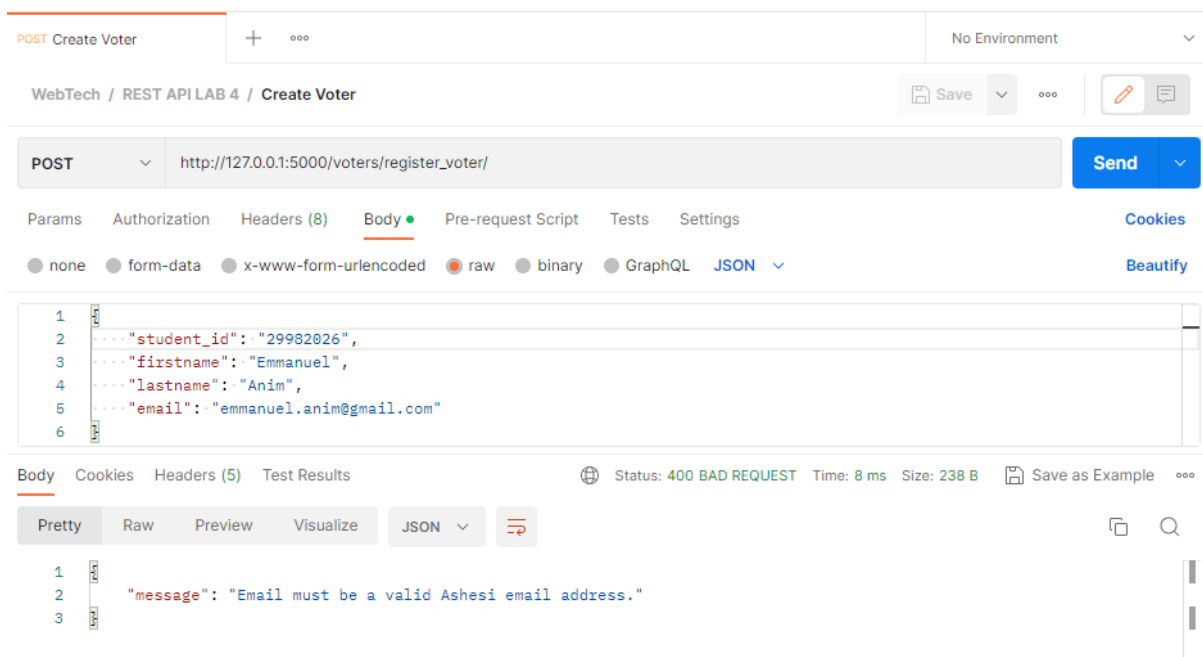 POST Create Voter + ooo No Environment
WebTech / REST API LAB 4 / Create Voter Save ooo
POST http://127.0.0.1:5000/voters/register_voter/ Send
Params Authorization Headers (8) Body Pre-request Script Tests Settings Cookies
none form-data x-www-form-urlencoded raw binary GraphQL JSON Beautify
1 {
2 "student_id": "29982026",
3 "firstname": "Emmanuel",
4 "lastname": "Anim",
5 "email": "emmanuel.anim@gmail.com"
6 }
Body Cookies Headers (5) Test Results Status: 400 BAD REQUEST Time: 8 ms Size: 238 B Save as Example ooo
Pretty Raw Preview Visualize JSON
1 {
2 "message": "Email must be a valid Ashesi email address."
3 }